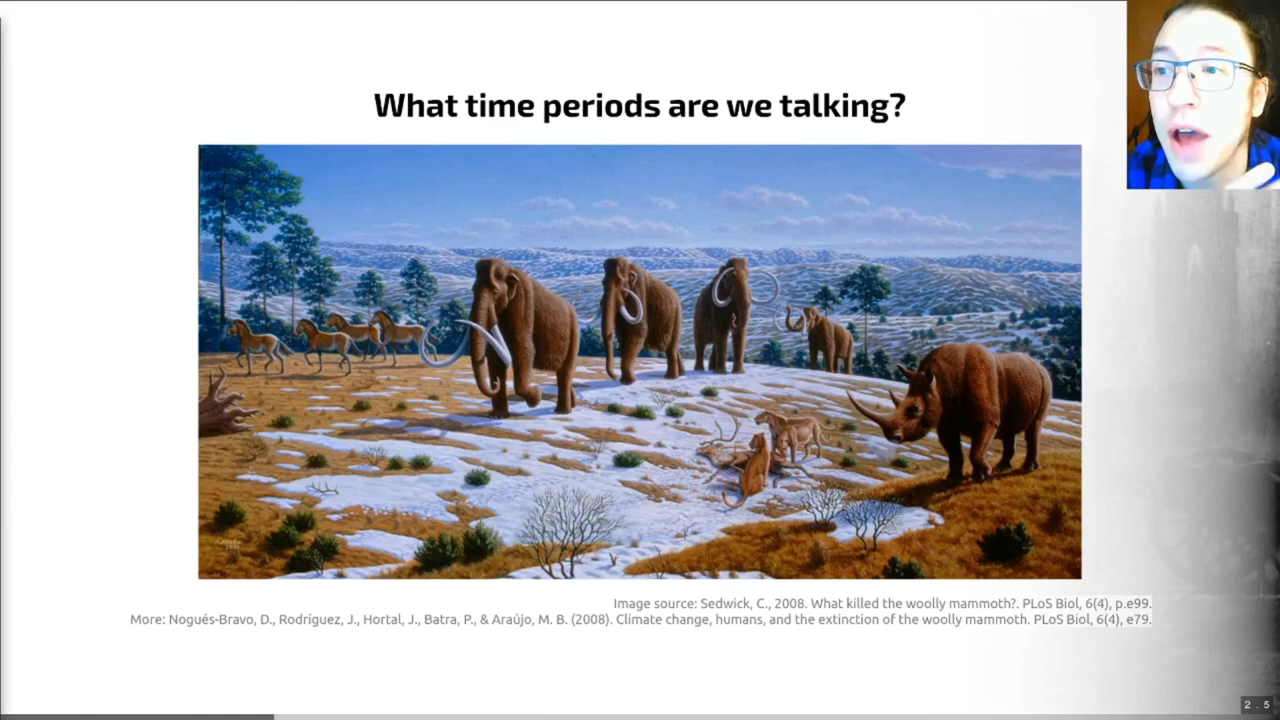 What time periods are we talking?
Image source: Sedwick, C., 2008. What killed the woolly mammoth?. PLoS Biol, 6(4), p.e99.
More: Nogués-Bravo, D., Rodríguez, J., Hortal, J., Batra, P., & Araújo, M. B. (2008). Climate change, humans, and the extinction of the woolly mammoth. PLoS Biol, 6(4), e79.
2.5